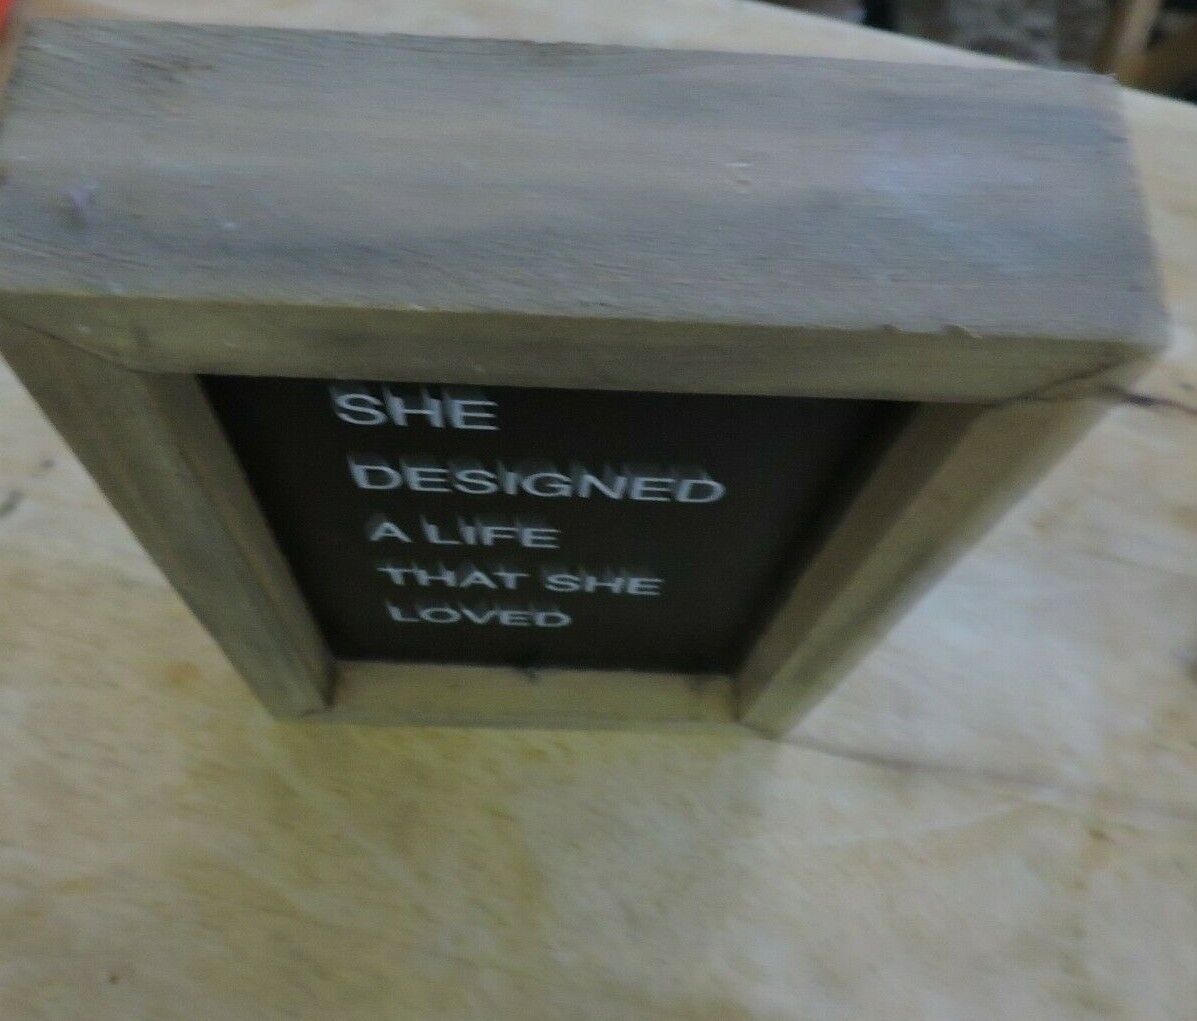 SHE
DESIGNED
A LIFE
THAT SHE
LOVED